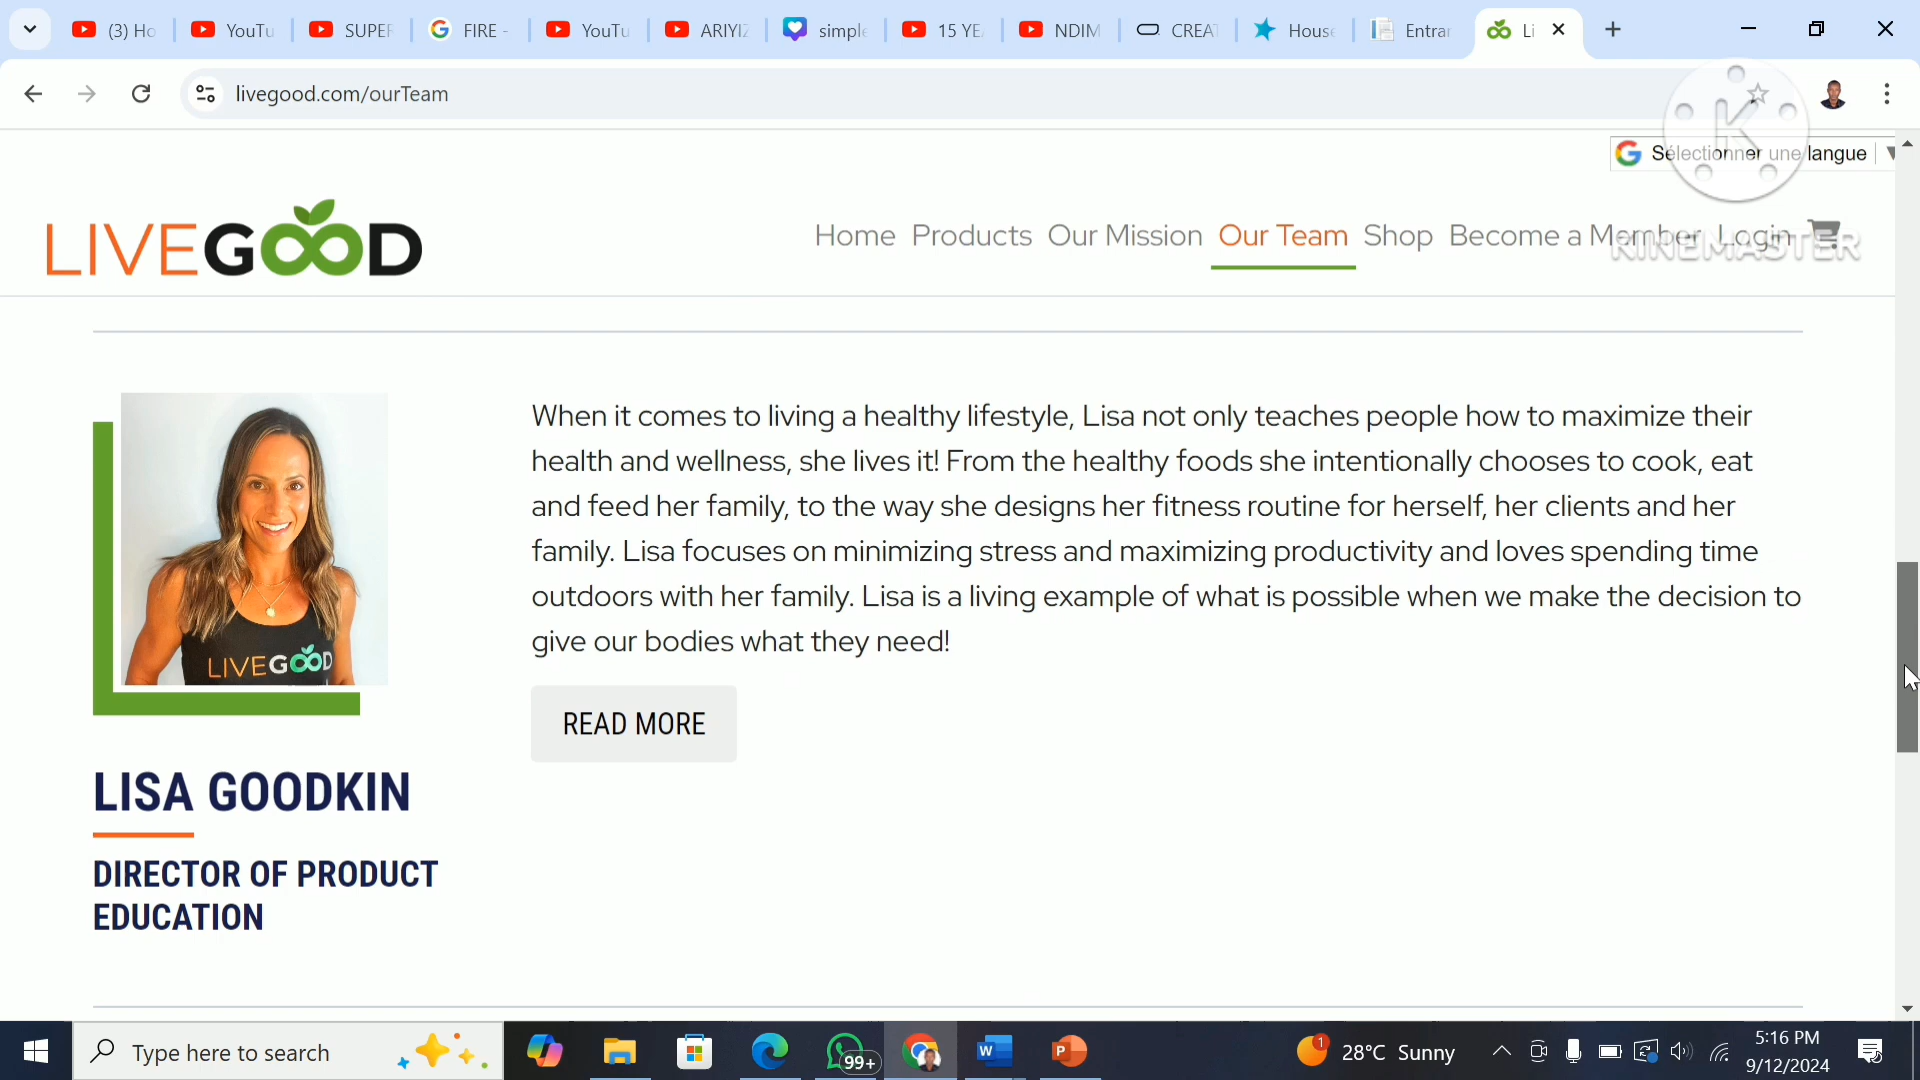 (3) Ho
YouTu
SUPER
FIRE -
YouTu
ARIYIZ
simple
15 YE
NDIM
CREAT
House
Entrar
Li
livegood.com/ourTeam
Sélectionner une langue
LIVEGOOD
Home
Products
Our Mission
Our Team
Shop
Become a Member
Login
KINEMASTER
When it comes to living a healthy lifestyle, Lisa not only teaches people how to maximize their
health and wellness, she lives it! From the healthy foods she intentionally chooses to cook, eat
and feed her family, to the way she designs her fitness routine for herself, her clients and her
family. Lisa focuses on minimizing stress and maximizing productivity and loves spending time
outdoors with her family. Lisa is a living example of what is possible when we make the decision to
give our bodies what they need!
LIVEGOOD
READ MORE
LISA GOODKIN
DIRECTOR OF PRODUCT
EDUCATION
Type here to search
99+
1
28°C Sunny
5:16 PM
9/12/2024